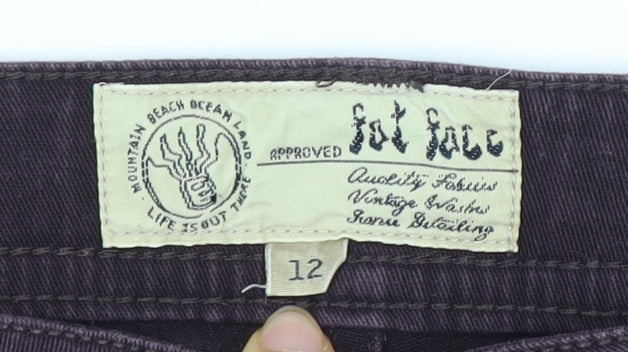 MOUNTAIN BEACH OCEAN LAND
LIFE IS OUT THERE
APPROVED
fat face
Quality Fabrics
Vintage Washes
Iconic Detailing
12